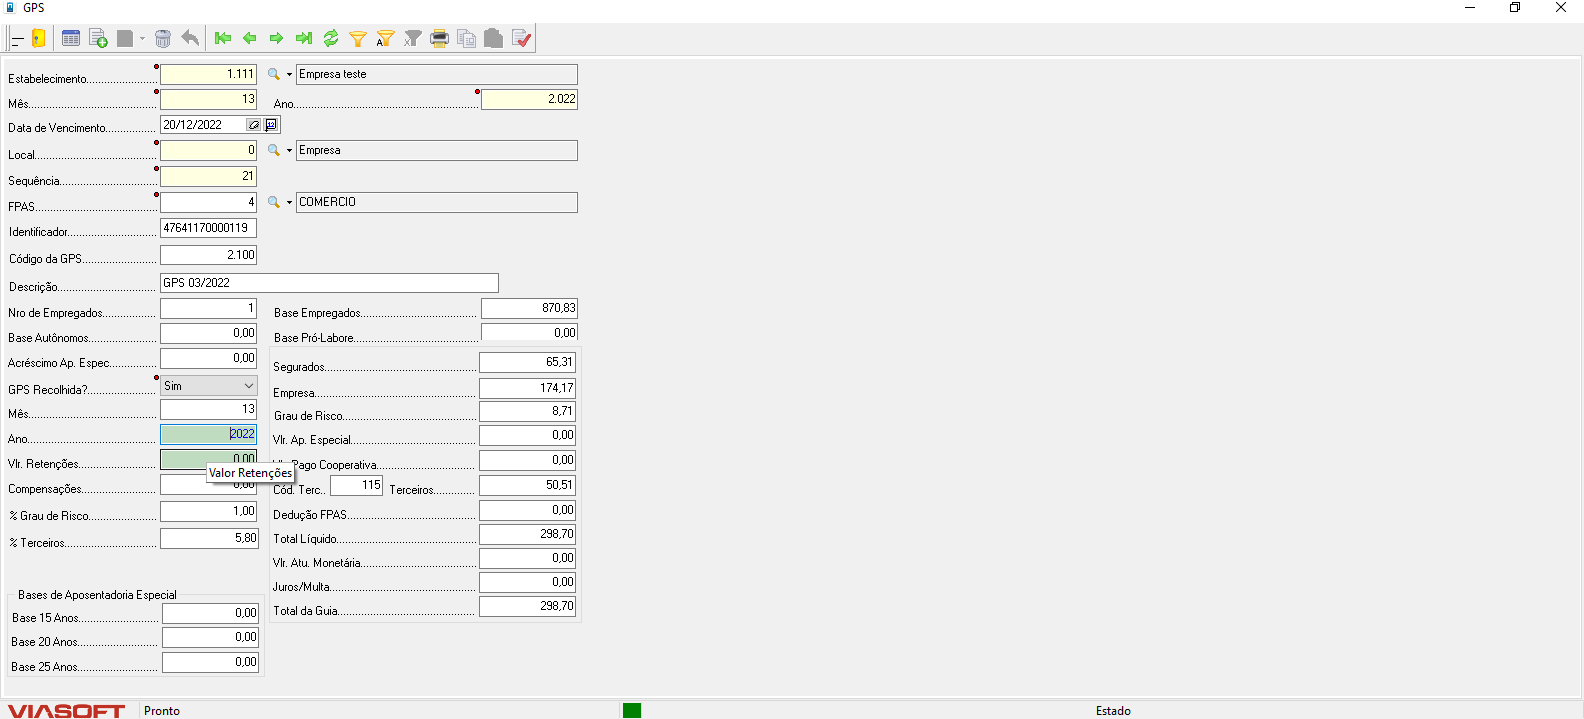 GPS
Estabelecimento 1.111 Empresa teste
Mês 13 Ano 2.022
Data de Vencimento 20/12/2022
Local 0 Empresa
Sequência 21
FPAS 4 COMERCIO
Identificador 47641170000119
Código da GPS 2.100
Descrição GPS 03/2022
Nro de Empregados 1 Base Empregados 870,83
Base Autônomos 0,00 Base Pró-Labore 0,00
Acréscimo Ap. Espec. 0,00 Segurados 65,31
GPS Recolhida? Sim Empresa 174,17
Mês 13 Grau de Risco 8,71
Ano 2022 Vlr. Ap. Especial 0,00
Vlr. Retenções 0,00 Pago Cooperativa 0,00
Valor Retenções
Compensações 0,00 Cód. Terc.. 115 Terceiros 50,51
% Grau de Risco 1,00 Dedução FPAS 0,00
% Terceiros 5,80 Total Líquido 298,70
Vlr. Atu. Monetária 0,00
Juros/Multa 0,00
Total da Guia 298,70
Bases de Aposentadoria Especial
Base 15 Anos 0,00
Base 20 Anos 0,00
Base 25 Anos 0,00
VIASOFT Pronto Estado